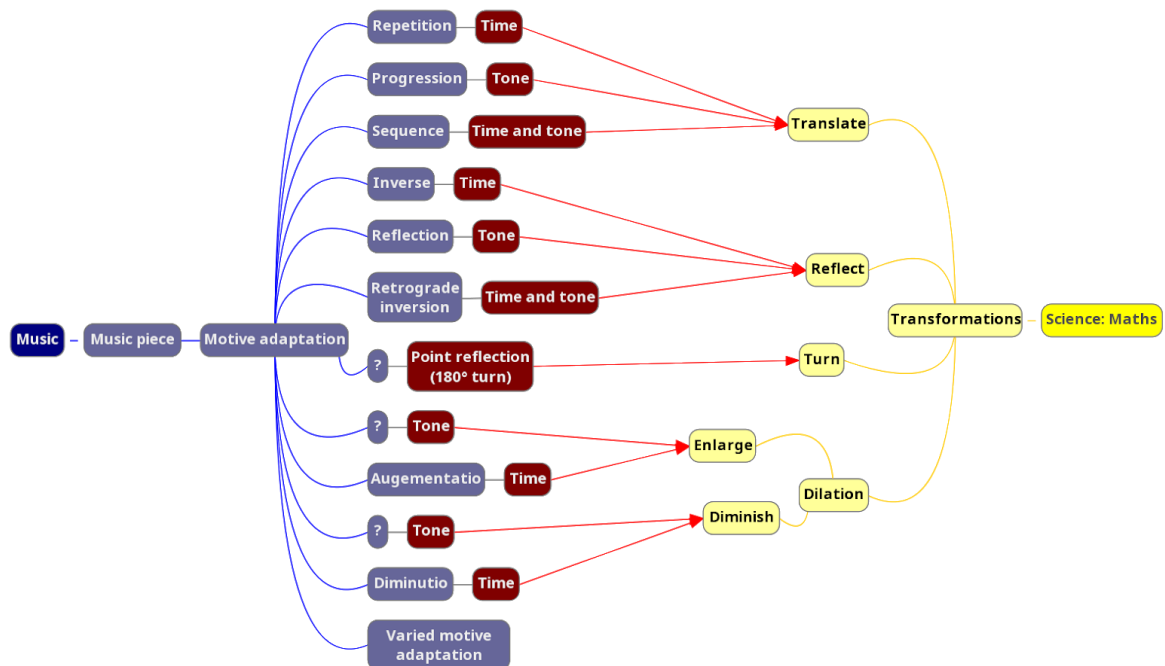 Repetition
Time
Progression
Tone
Translate
Sequence
Time and tone
Inverse
Time
Reflection
Tone
Reflect
Retrograde
inversion
Time and tone
Music
Music piece
Motive adaptation
Transformations
Science: Maths
?
Point reflection
(180° turn)
Turn
?
Tone
Enlarge
Augementatio
Time
Dilation
?
Tone
Diminish
Diminutio
Time
Varied motive
adaptation